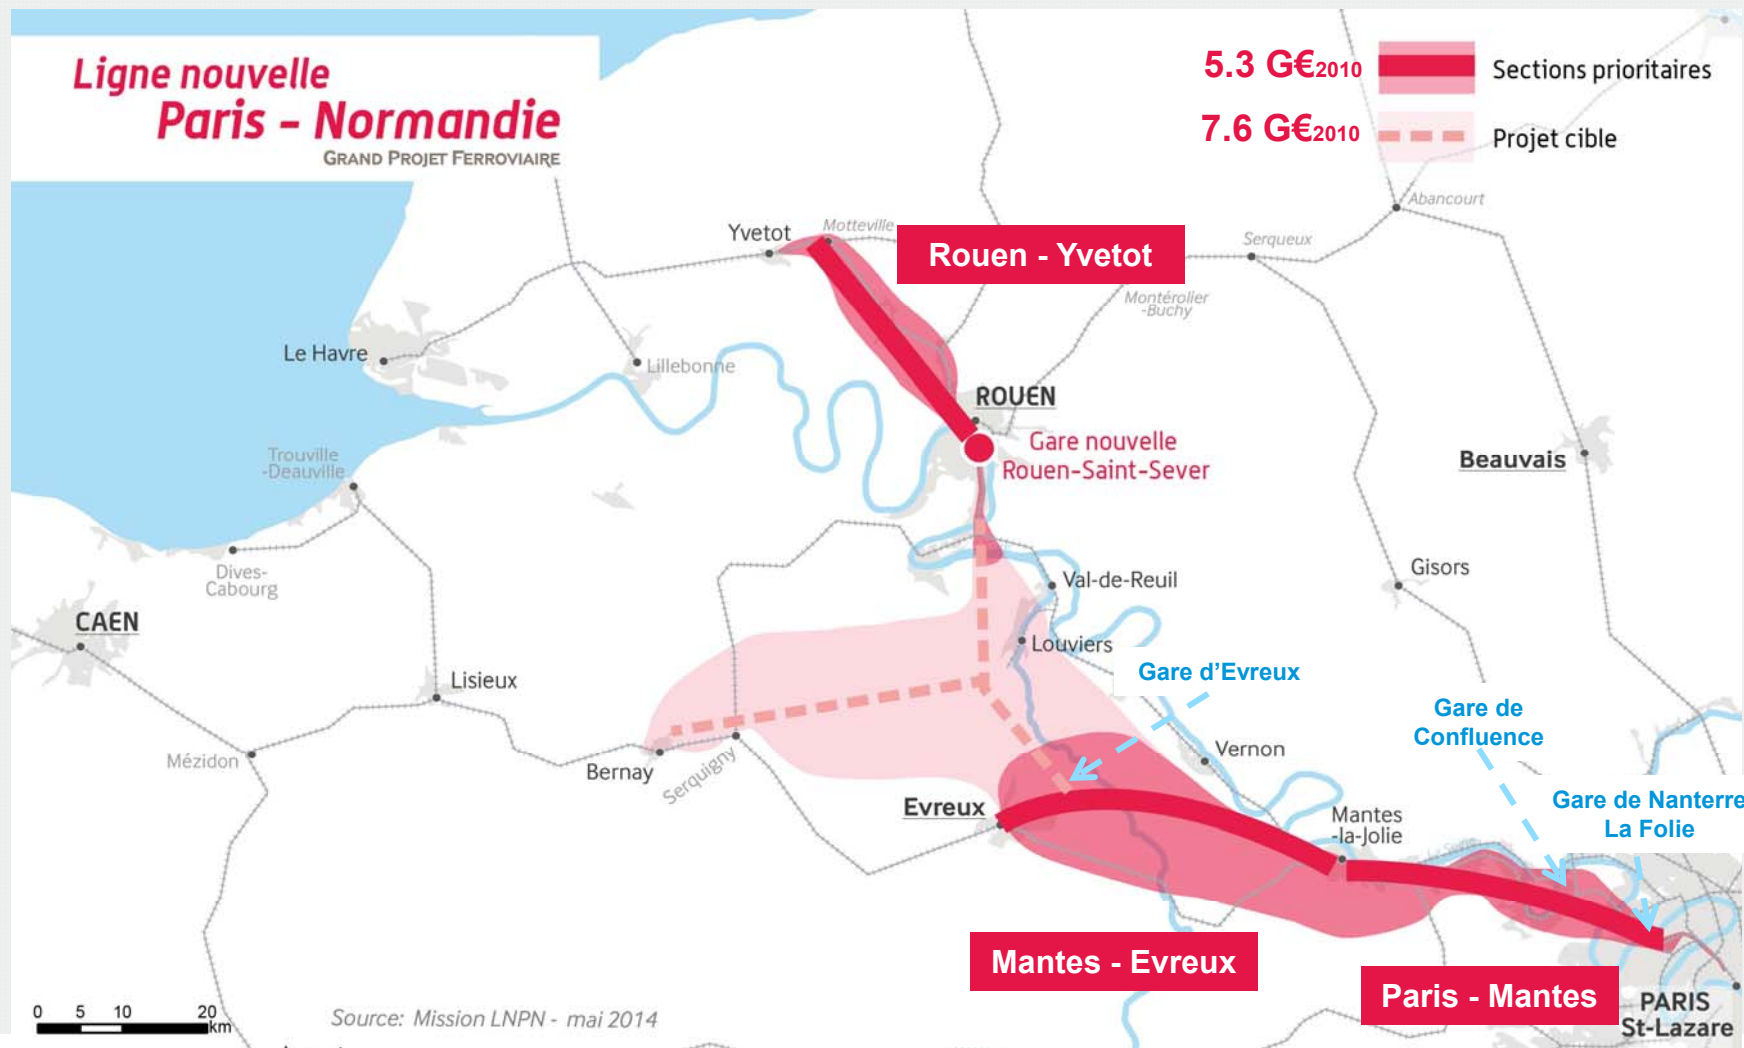 Ligne nouvelle
Paris - Normandie
GRAND PROJET FERROVIAIRE
5.3 G€2010
Sections prioritaires
7.6 G€2010
Projet cible
Abancourt
Yvetot
Motteville
Rouen - Yvetot
Serqueux
Montérolier
-Buchy
Le Havre
Lillebonne
ROUEN
Gare nouvelle
Rouen-Saint-Sever
Trouville
-Deauville
Beauvais
Dives-
Cabourg
Val-de-Reuil
Gisors
CAEN
Louviers
Lisieux
Gare d'Evreux
Gare de
Confluence
Mézidon
Bernay
Serquigny
Vernon
Evreux
Mantes
-la-Jolie
Gare de Nanterre
La Folie
Mantes - Evreux
Paris - Mantes
PARIS
St-Lazare
0 5 10 20
km
Source: Mission LNPN - mai 2014